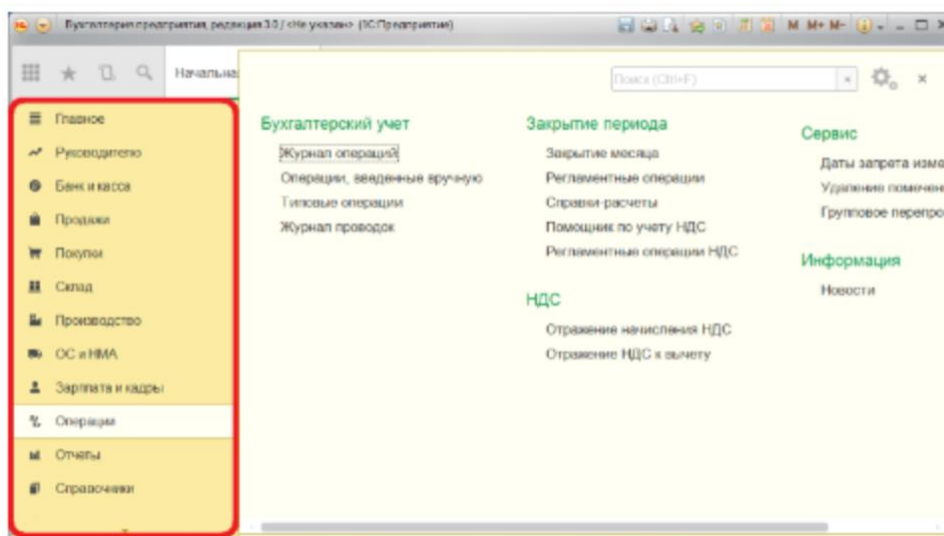 Бухгалтерия предприятия, редакция 3.0 / <Не указан> (1С:Предприятие)
M M+ M-
Начальная
Поиск (Ctrl+F)
Главное
Руководителю
Банк и касса
Продажи
Покупки
Склад
Производство
ОС и НМА
Зарплата и кадры
Операции
Отчеты
Справочники
Бухгалтерский учет
Журнал операций
Операции, введенные вручную
Типовые операции
Журнал проводок
Закрытие периода
Закрытие месяца
Регламентные операции
Справки-расчеты
Помощник по учету НДС
Регламентные операции НДС
НДС
Отражение начисления НДС
Отражение НДС к вычету
Сервис
Даты запрета изме
Удаление помечен
Групповое перепро
Информация
Новости